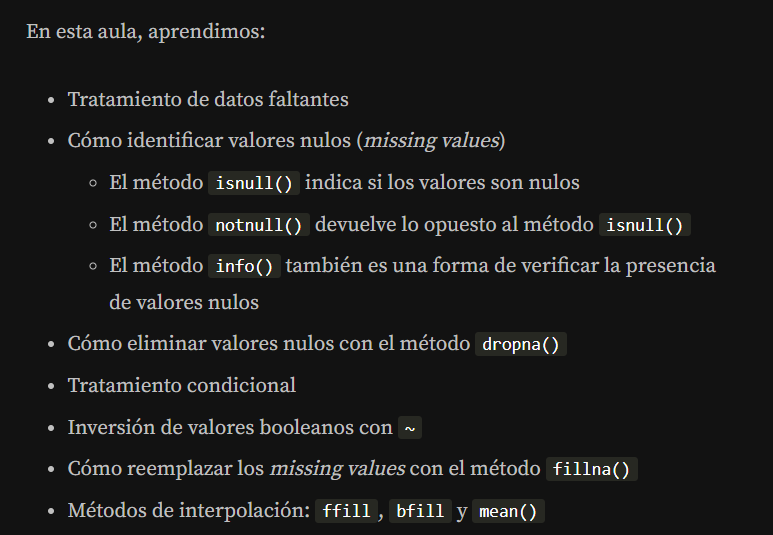 En esta aula, aprendimos:
• Tratamiento de datos faltantes
• Cómo identificar valores nulos (missing values)
◦ El método isnull() indica si los valores son nulos
◦ El método notnull() devuelve lo opuesto al método isnull()
◦ El método info() también es una forma de verificar la presencia
de valores nulos
• Cómo eliminar valores nulos con el método dropna()
• Tratamiento condicional
• Inversión de valores booleanos con ~
• Cómo reemplazar los missing values con el método fillna()
• Métodos de interpolación: ffill, bfill y mean()